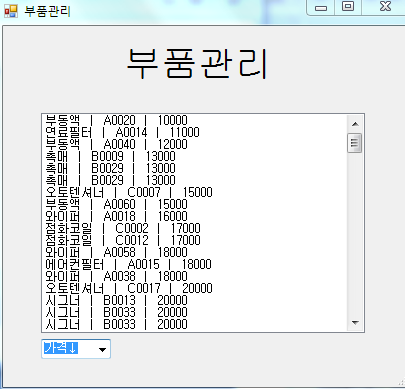 부품관리
부품관리
부동액 | A0020 | 10000
연료필터 | A0014 | 11000
부동액 | A0040 | 12000
촉매 | B0009 | 13000
촉매 | B0029 | 13000
촉매 | B0029 | 13000
오토텐셔너 | C0007 | 15000
부동액 | A0060 | 15000
와이퍼 | A0018 | 16000
점화코일 | C0002 | 17000
점화코일 | C0012 | 17000
와이퍼 | A0058 | 18000
에어컨필터 | A0015 | 18000
와이퍼 | A0038 | 18000
오토텐셔너 | C0017 | 20000
시그너 | B0013 | 20000
시그너 | B0033 | 20000
시그너 | B0033 | 20000
가격↓